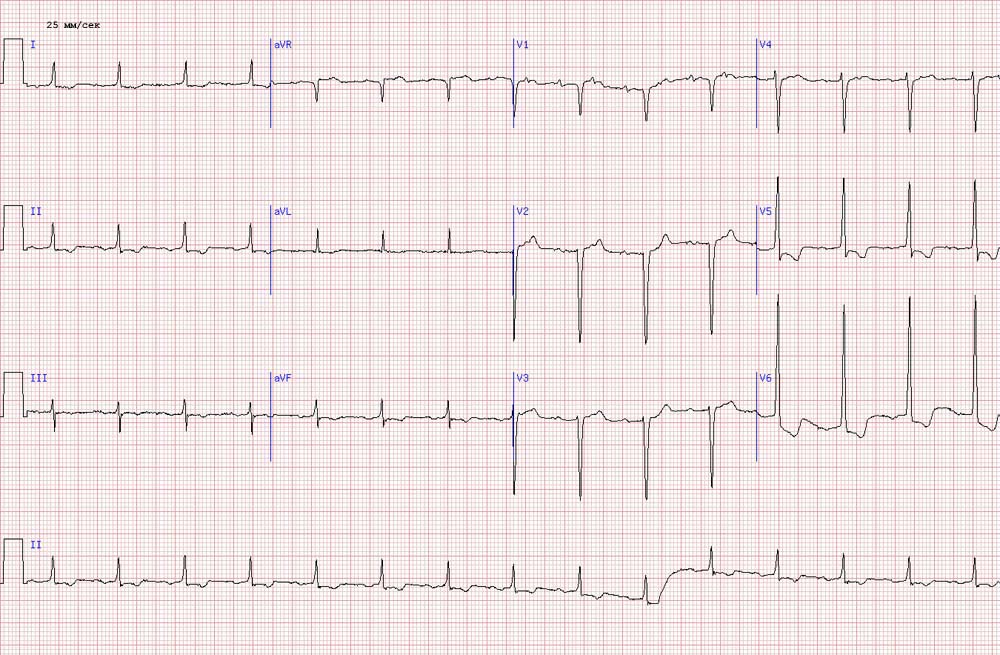 25 мм/сек
I aVR V1 V4
II aVL V2 V5
III aVF V3 V6
II